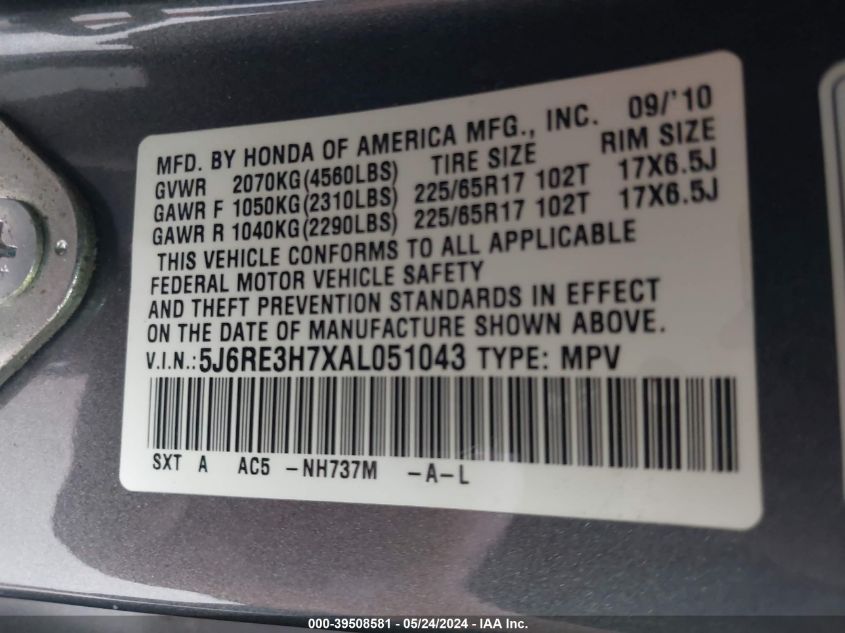 MFD. BY HONDA OF AMERICA MFG., INC. 09/'10
GVWR 2070KG(4560LBS) TIRE SIZE RIM SIZE
GAWR F 1050KG(2310LBS) 225/65R17 102T 17X6.5J
GAWR R 1040KG(2290LBS) 225/65R17 102T 17X6.5J
THIS VEHICLE CONFORMS TO ALL APPLICABLE
FEDERAL MOTOR VEHICLE SAFETY
AND THEFT PREVENTION STANDARDS IN EFFECT
ON THE DATE OF MANUFACTURE SHOWN ABOVE.
V.I.N.:5J6RE3H7XAL051043 TYPE: MPV
SXT A AC5 -NH737M -A-L
000-39508581 - 05/24/2024 - IAAI, Inc.